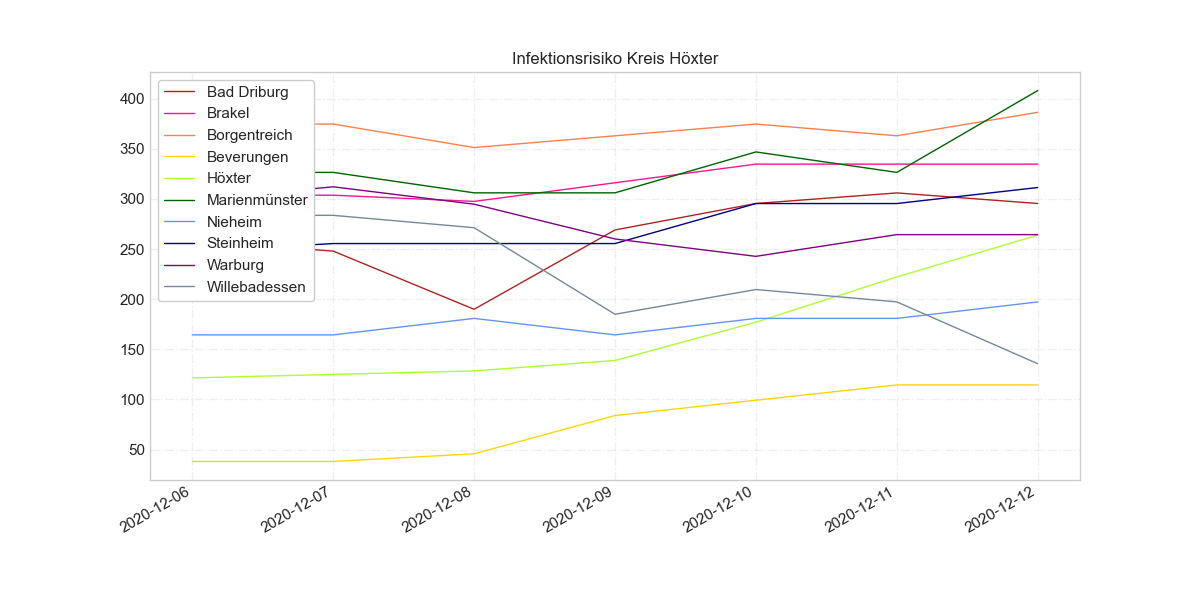 Infektionsrisiko Kreis Höxter
Bad Driburg
Brakel
Borgentreich
Beverungen
Höxter
Marienmünster
Nieheim
Steinheim
Warburg
Willebadessen
400
350
300
250
200
150
100
50
2020-12-06
2020-12-07
2020-12-08
2020-12-09
2020-12-10
2020-12-11
2020-12-12